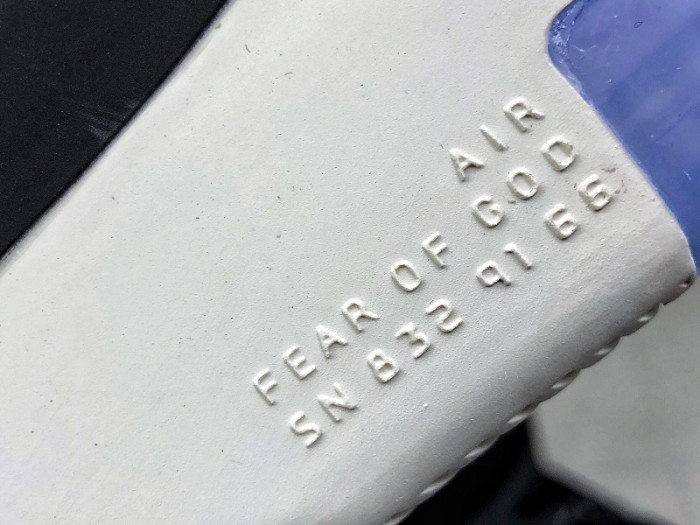 AIR
FEAR OF GOD
SN 832 91 66